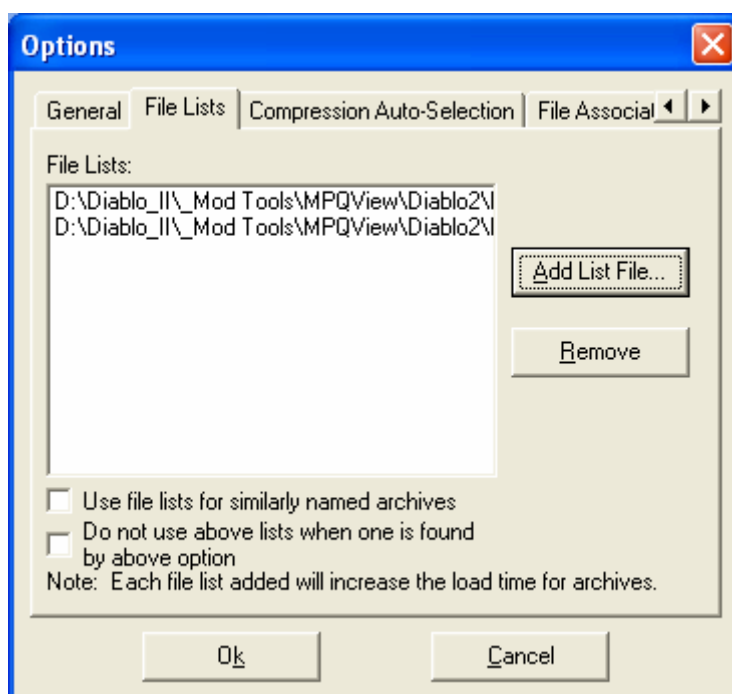 Options
General File Lists Compression Auto-Selection File Associa
File Lists:
D:\Diablo_II\_Mod Tools\MPQView\Diablo2\
D:\Diablo_II\_Mod Tools\MPQView\Diablo2\
Add List File...
Remove
Use file lists for similarly named archives
Do not use above lists when one is found
by above option
Note: Each file list added will increase the load time for archives.
Ok
Cancel